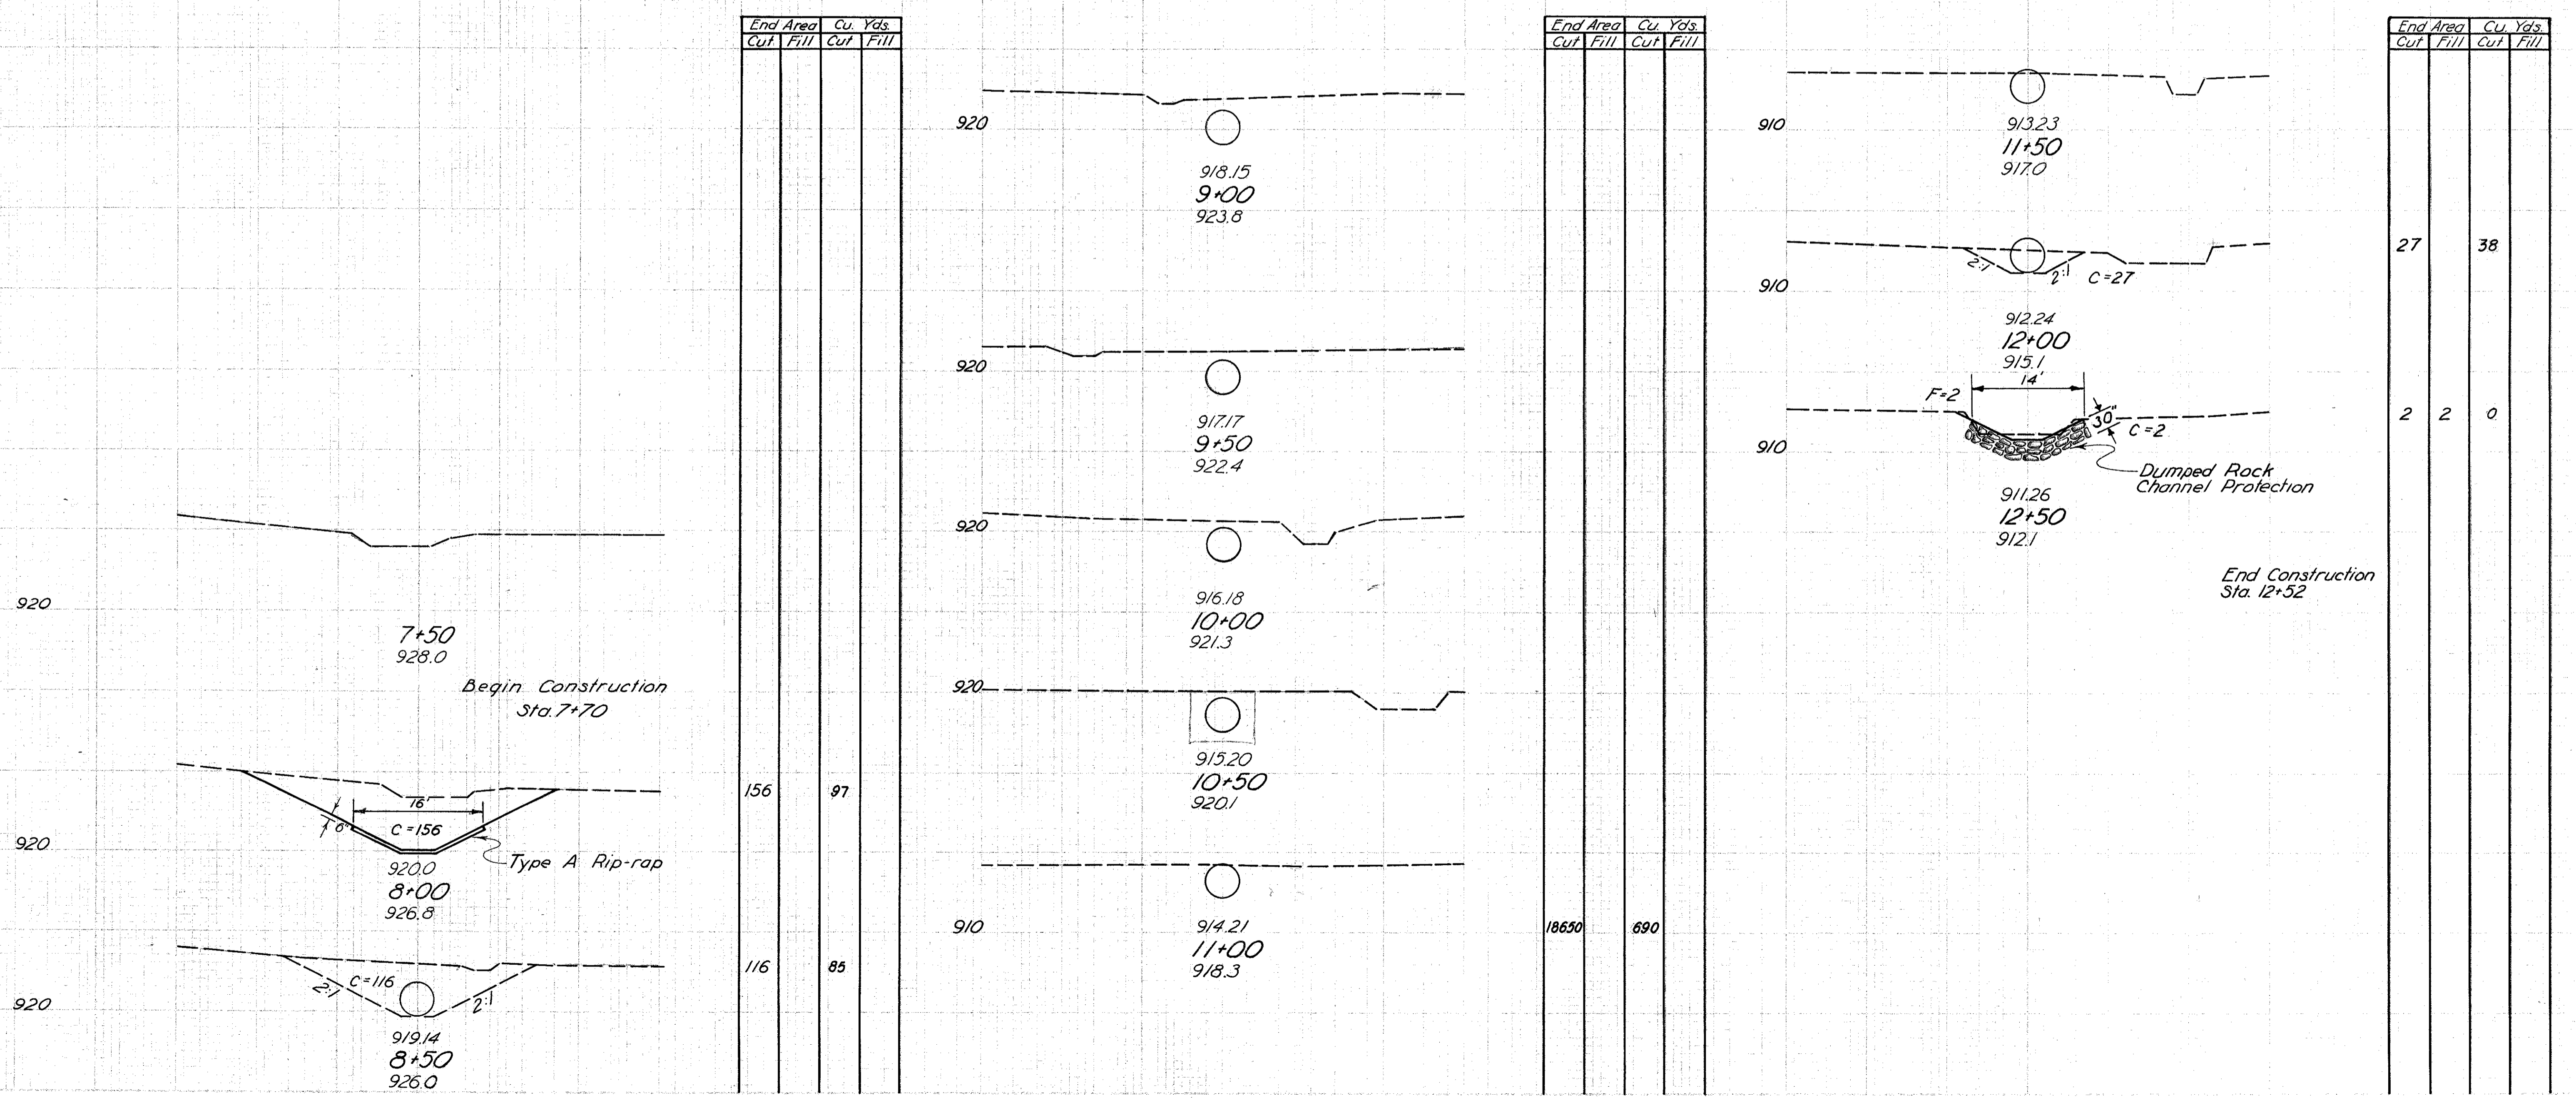 End Area Cu. Yds.
Cut Fill Cut Fill
920
7+50
928.0
Begin Construction
Sta. 7+70
156 97
16'
6"
C=156
920
Type A Rip-rap
920.0
8+00
926.8
116 85
C=116
2:1 2:1
920
919.14
8+50
926.0
End Area Cu. Yds.
Cut Fill Cut Fill
920
918.15
9+00
923.8
920
917.17
9+50
922.4
920
916.18
10+00
921.3
920
915.20
10+50
920.1
910
914.21
11+00
918.3
18650 690
End Area Cu. Yds.
Cut Fill Cut Fill
910
913.23
11+50
917.0
27 38
2:1 2:1 C=27
910
912.24
12+00
915.1
14'
F=2
2 2 0
30" C=2
910
Dumped Rock
Channel Protection
911.26
12+50
912.1
End Construction
Sta. 12+52